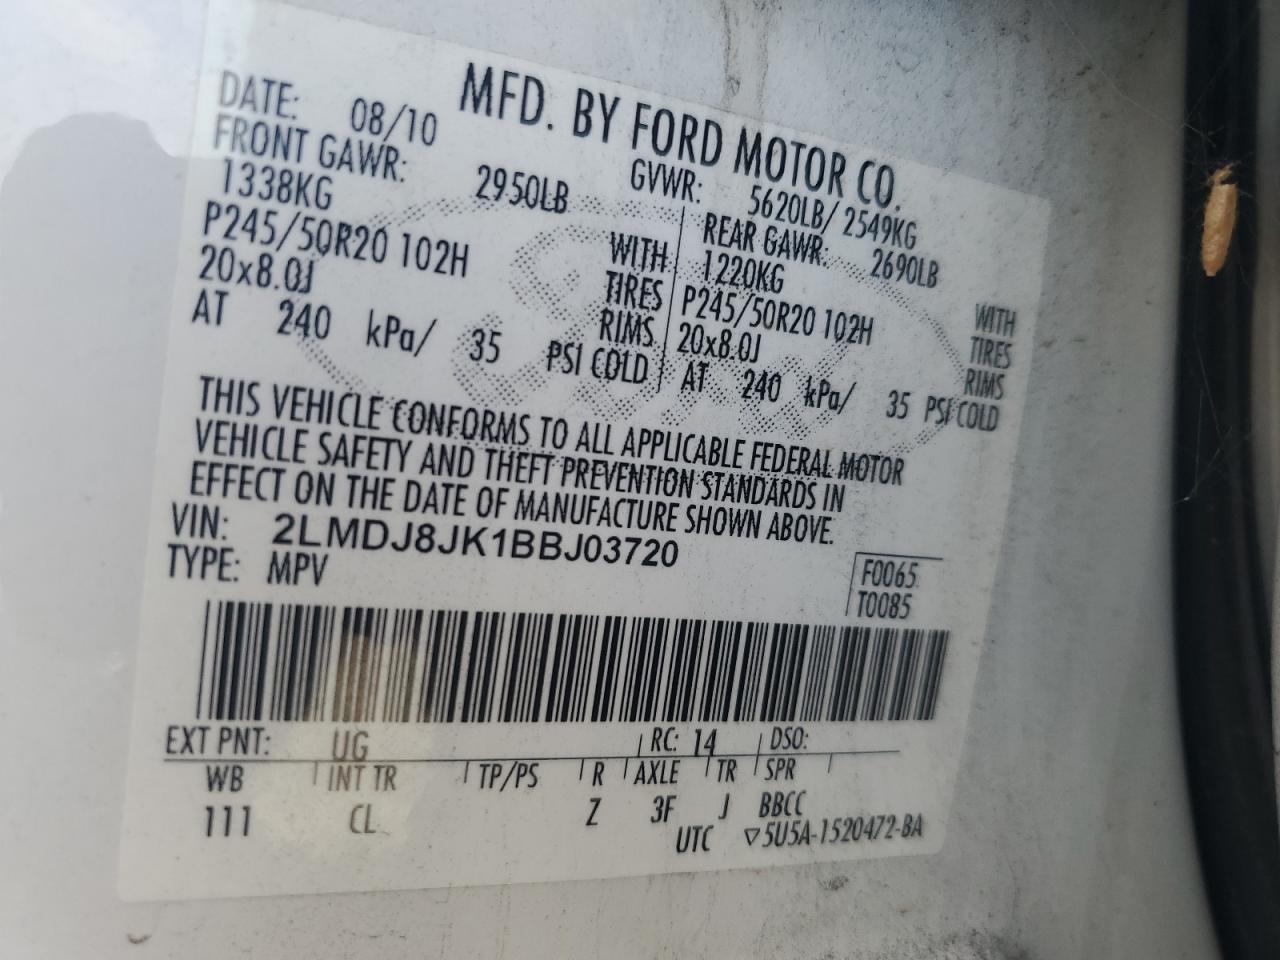 MFD. BY FORD MOTOR CO.
DATE: 08/10 GVWR: 5620LB/ 2549KG
FRONT GAWR: 2950LB REAR GAWR: 2690LB
1338KG WITH 1220KG WITH
P245/50R20 102H TIRES P245/50R20 102H TIRES
20x8.0J RIMS 20x8.0J RIMS
AT 240 kPa/ 35 PSI COLD AT 240 kPa/ 35 PSI COLD
THIS VEHICLE CONFORMS TO ALL APPLICABLE FEDERAL MOTOR
VEHICLE SAFETY AND THEFT PREVENTION STANDARDS IN
EFFECT ON THE DATE OF MANUFACTURE SHOWN ABOVE.
VIN: 2LMDJ8JK1BBJ03720
TYPE: MPV
F0065
T0085
EXT PNT: UG RC: 14 DSO:
WB INT TR TP/PS R AXLE TR SPR
111 CL Z 3F J BBCC
UTC ▽5U5A-1520472-BA